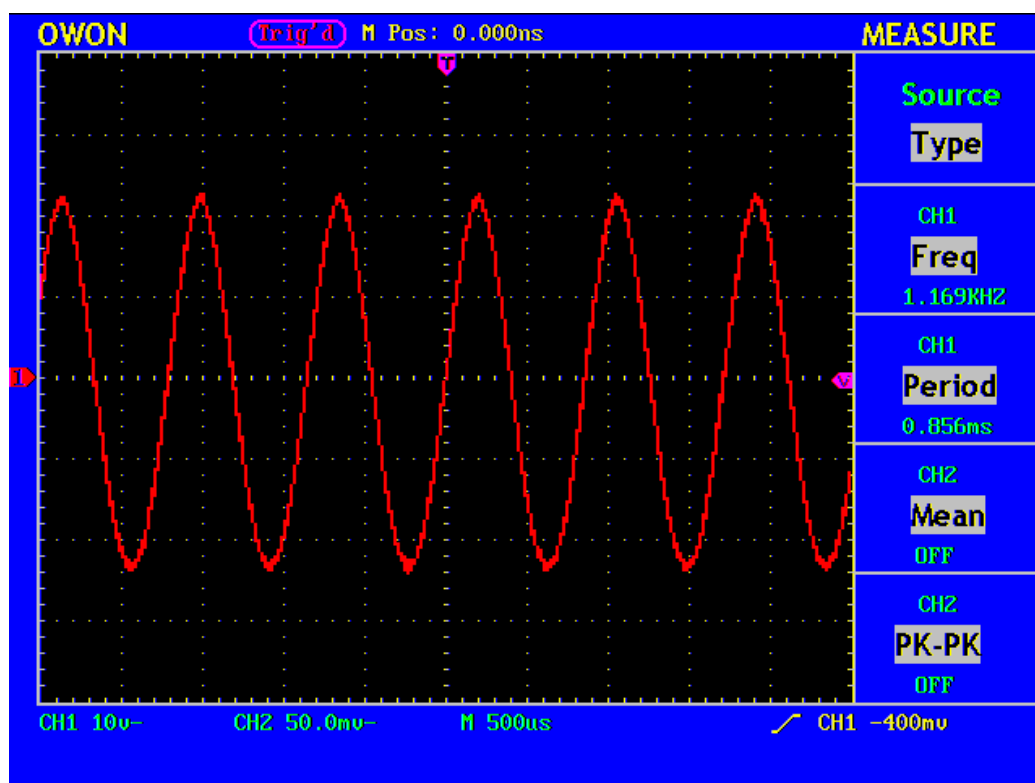 OWON Trig'd M Pos: 0.000ns MEASURE
T
Source
Type
CH1
Freq
1.169KHZ
1
V
CH1
Period
0.856ms
CH2
Mean
OFF
CH2
PK-PK
OFF
CH1 10v- CH2 50.0mv- M 500us CH1 -400mv